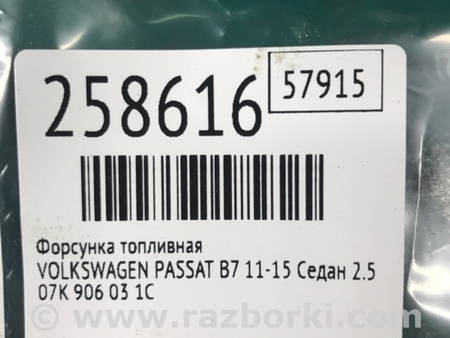 258616
57915
Форсунка топливная
VOLKSWAGEN PASSAT B7 11-15 Седан 2.5
07K 906 03 1C
www.razborki.com